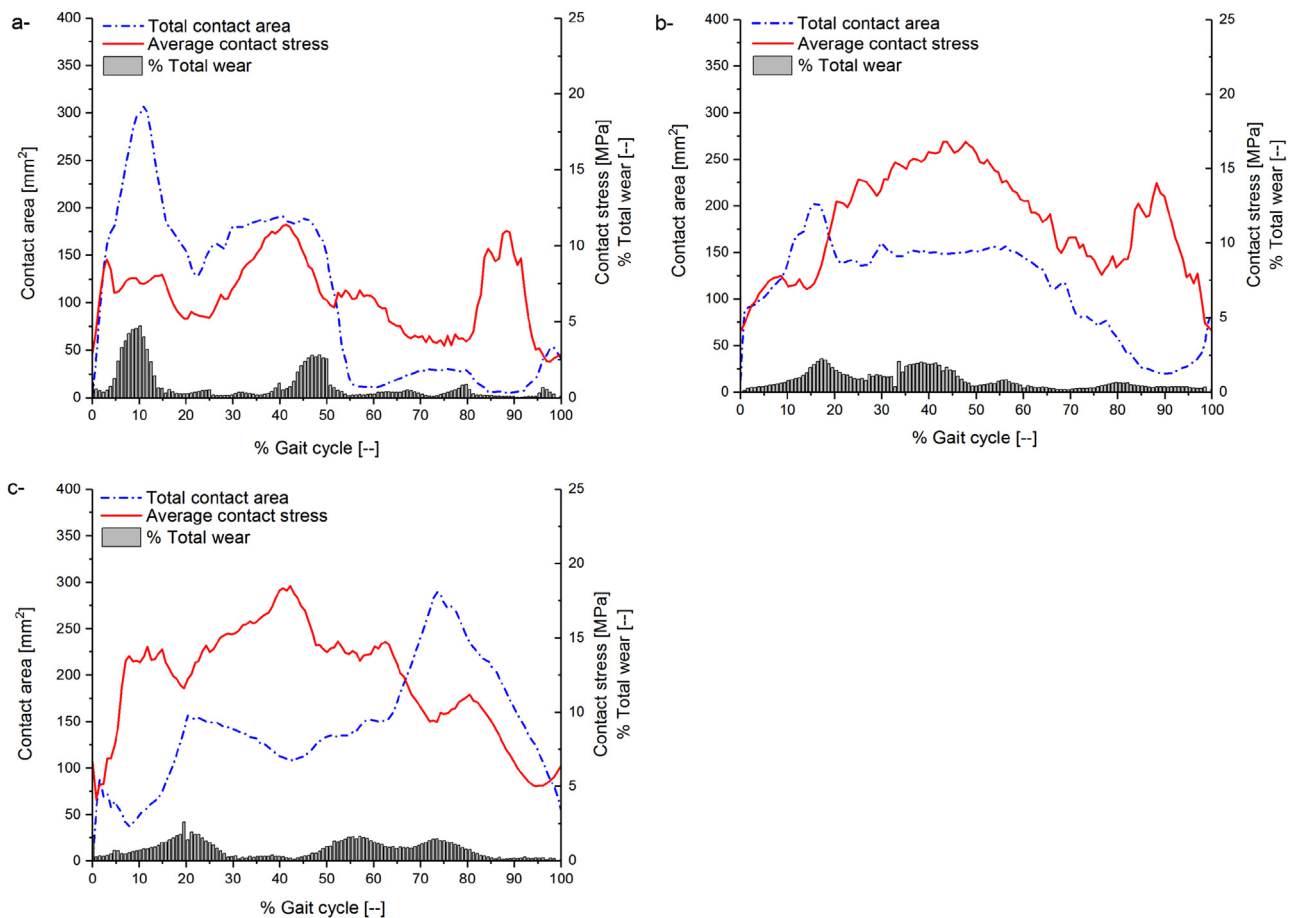 a-
Total contact area
Average contact stress
% Total wear
400
350
300
250
200
150
100
50
0
Contact area [mm²]
25
20
15
10
5
0
Contact stress [MPa]
% Total wear [--]
0 10 20 30 40 50 60 70 80 90 100
% Gait cycle [--]
b-
Total contact area
Average contact stress
% Total wear
400
350
300
250
200
150
100
50
0
Contact area [mm²]
25
20
15
10
5
0
Contact stress [MPa]
% Total wear [--]
0 10 20 30 40 50 60 70 80 90 100
% Gait cycle [--]
c-
Total contact area
Average contact stress
% Total wear
400
350
300
250
200
150
100
50
0
Contact area [mm²]
25
20
15
10
5
0
Contact stress [MPa]
% Total wear [--]
0 10 20 30 40 50 60 70 80 90 100
% Gait cycle [--]